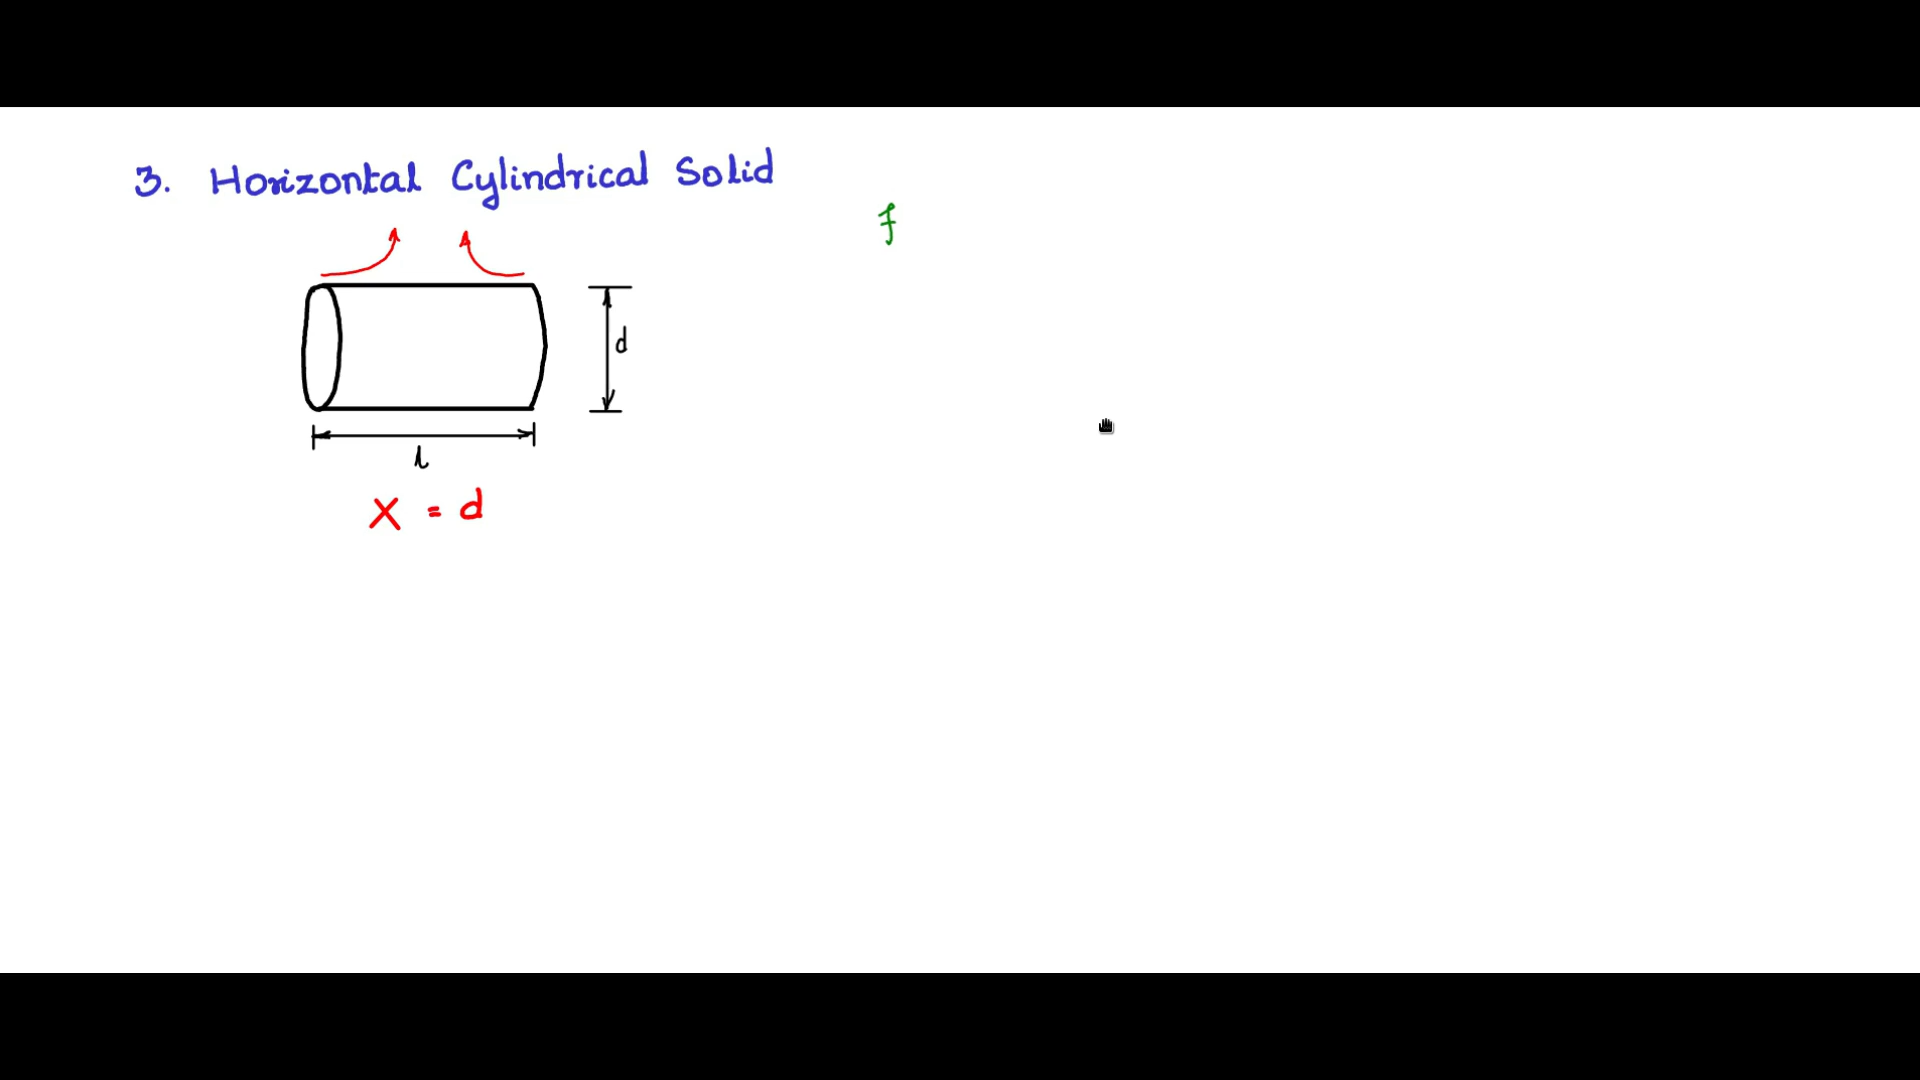 3. Horizontal Cylindrical Solid
f
d
l
X = d